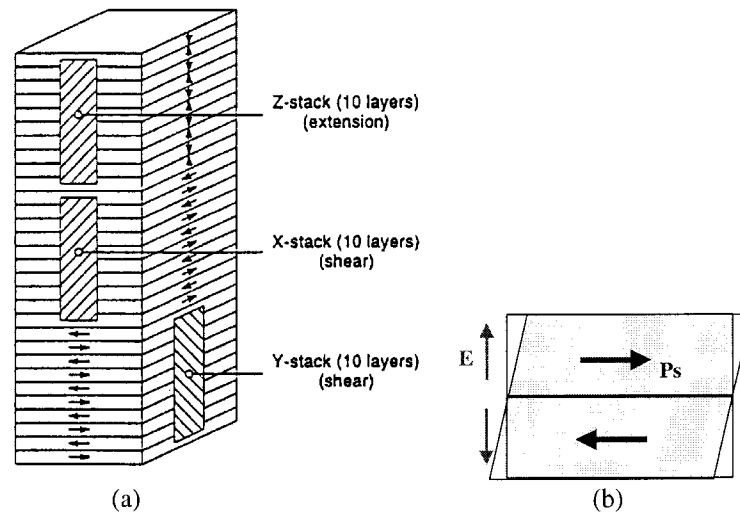 Z-stack (10 layers)
(extension)
X-stack (10 layers)
(shear)
Y-stack (10 layers)
(shear)
(a)
E
Ps
(b)